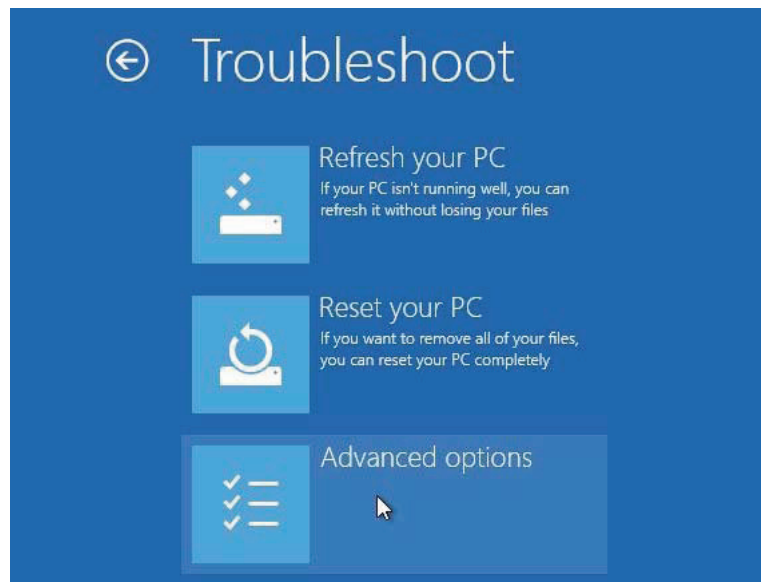 Troubleshoot
Refresh your PC
If your PC isn't running well, you can
refresh it without losing your files
Reset your PC
If you want to remove all of your files,
you can reset your PC completely
Advanced options